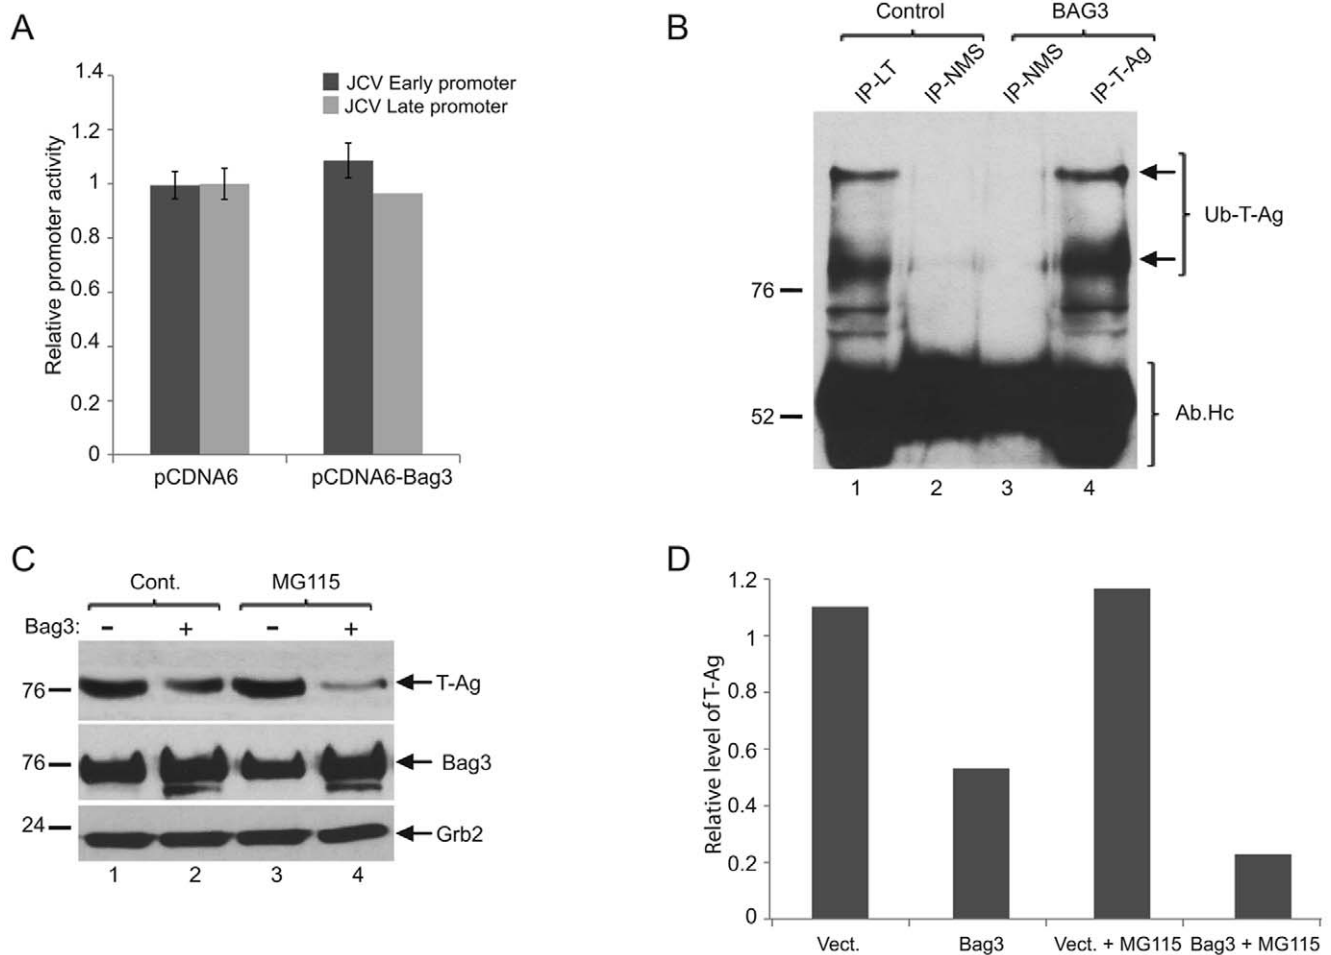 A
1.4
1.2
1
0.8
0.6
0.4
0.2
0
Relative promoter activity
JCV Early promoter
JCV Late promoter
pCDNA6
pCDNA6-Bag3
B
Control
BAG3
IP-LT
IP-NMS
IP-NMS
IP-T-Ag
Ub-T-Ag
76
52
Ab.Hc
1 2 3 4
C
Cont.
MG115
Bag3: - + - +
76
T-Ag
76
Bag3
24
Grb2
1 2 3 4
D
1.2
1
0.8
0.6
0.4
0.2
0
Relative level of T-Ag
Vect.
Bag3
Vect. + MG115
Bag3 + MG115